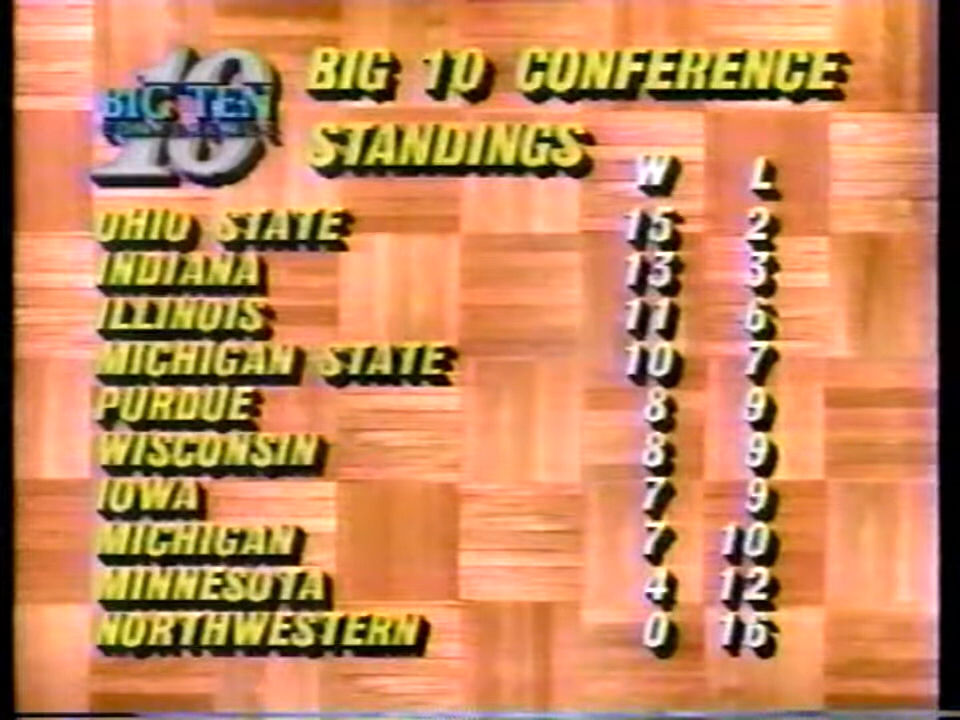 BIG TEN
BIG 10 CONFERENCE
STANDINGS
W L
OHIO STATE 15 2
INDIANA 13 3
ILLINOIS 11 6
MICHIGAN STATE 10 7
PURDUE 8 9
WISCONSIN 8 9
IOWA 7 9
MICHIGAN 7 10
MINNESOTA 4 12
NORTHWESTERN 0 16